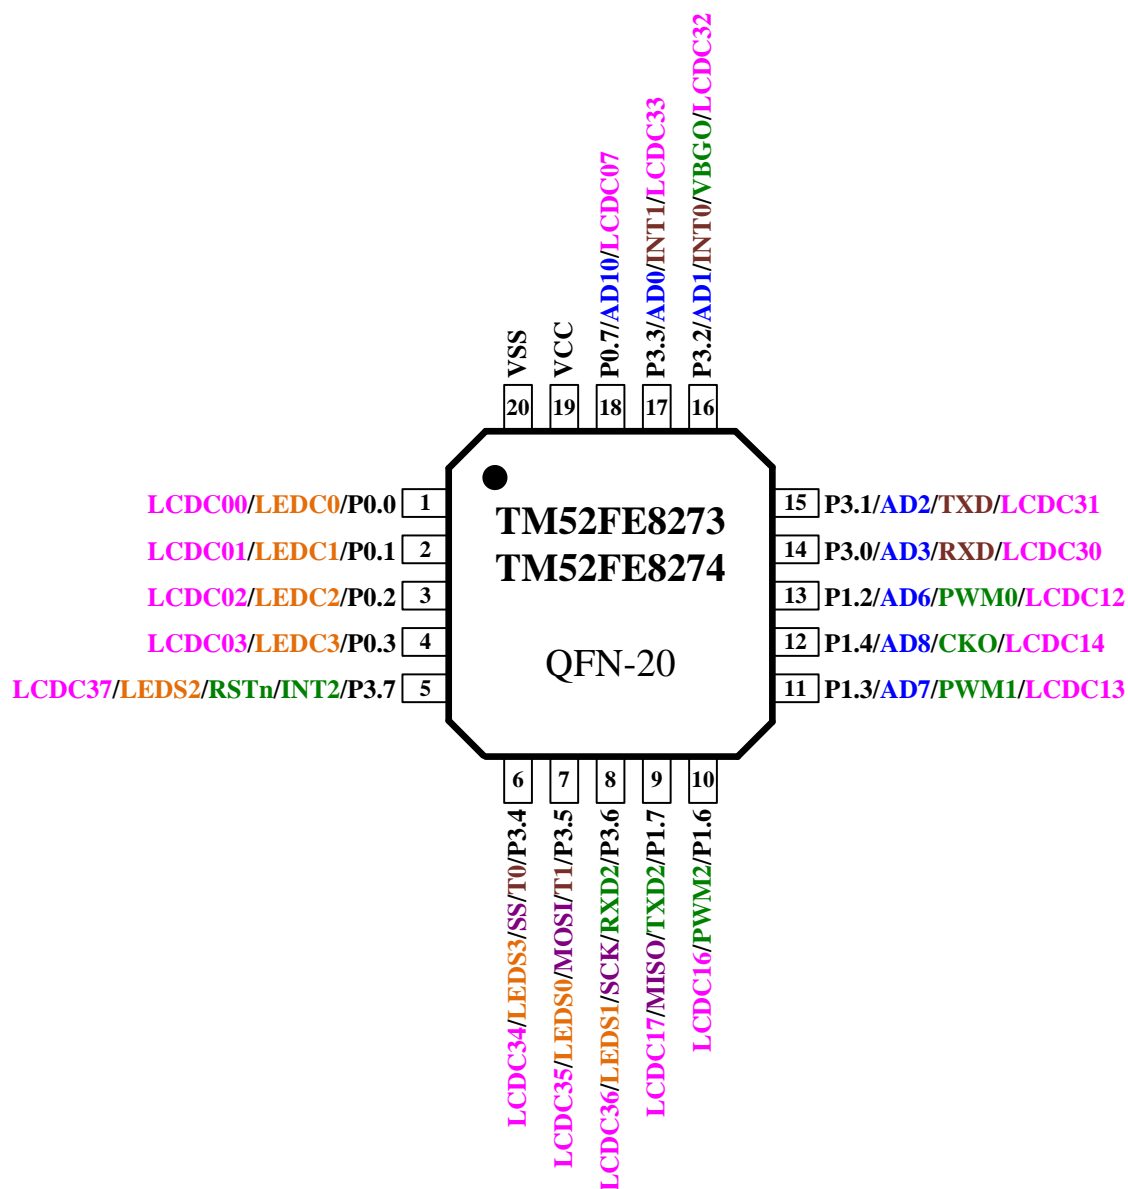 P3.2/AD1/INT0/VBGO/LCDC32
P3.3/AD0/INT1/LCDC33
P0.7/AD10/LCDC07
VCC
VSS
20
19
18
17
16
LCDC00/LEDC0/P0.0 1
LCDC01/LEDC1/P0.1 2
LCDC02/LEDC2/P0.2 3
LCDC03/LEDC3/P0.3 4
LCDC37/LEDS2/RSTn/INT2/P3.7 5
TM52FE8273
TM52FE8274
QFN-20
15 P3.1/AD2/TXD/LCDC31
14 P3.0/AD3/RXD/LCDC30
13 P1.2/AD6/PWM0/LCDC12
12 P1.4/AD8/CKO/LCDC14
11 P1.3/AD7/PWM1/LCDC13
6
7
8
9
10
LCDC34/LEDS3/SS/T0/P3.4
LCDC35/LEDS0/MOSI/T1/P3.5
LCDC36/LEDS1/SCK/RXD2/P3.6
LCDC17/MISO/TXD2/P1.7
LCDC16/PWM2/P1.6